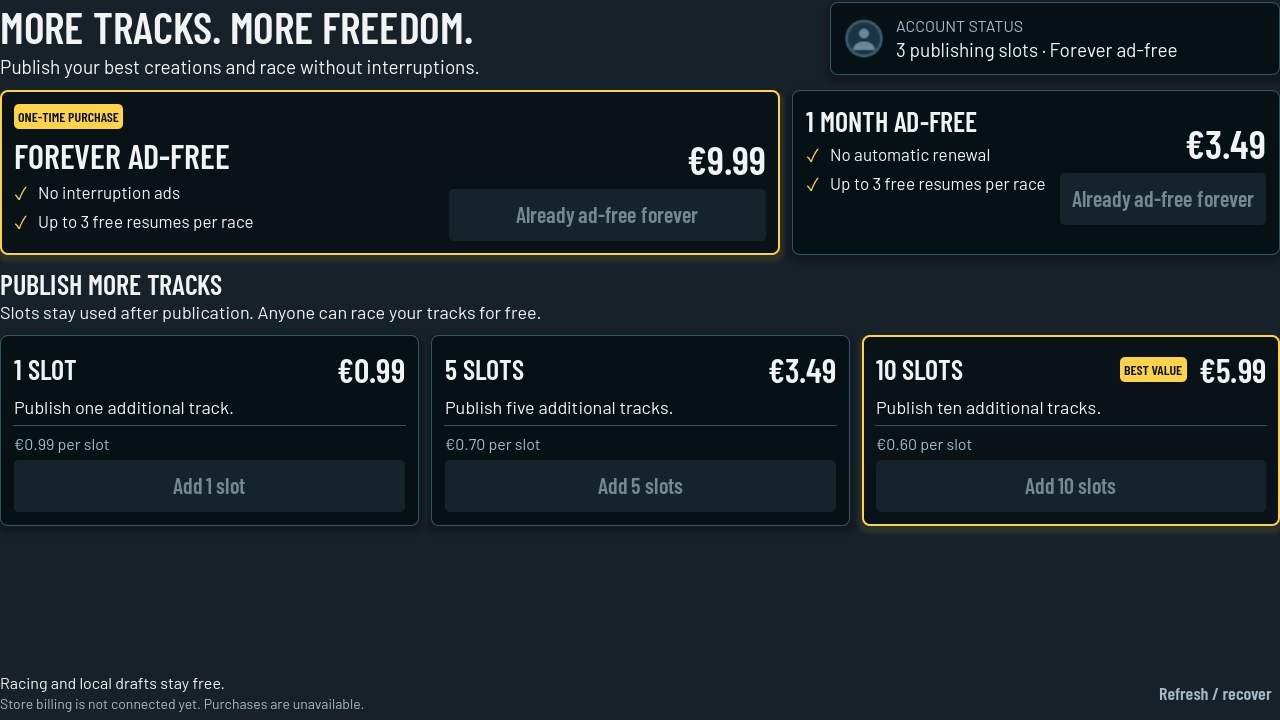 MORE TRACKS. MORE FREEDOM.
Publish your best creations and race without interruptions.
ACCOUNT STATUS
3 publishing slots · Forever ad-free
ONE-TIME PURCHASE
FOREVER AD-FREE
€9.99
✓ No interruption ads
✓ Up to 3 free resumes per race
Already ad-free forever
1 MONTH AD-FREE
€3.49
✓ No automatic renewal
✓ Up to 3 free resumes per race
Already ad-free forever
PUBLISH MORE TRACKS
Slots stay used after publication. Anyone can race your tracks for free.
1 SLOT
€0.99
Publish one additional track.
€0.99 per slot
Add 1 slot
5 SLOTS
€3.49
Publish five additional tracks.
€0.70 per slot
Add 5 slots
10 SLOTS
BEST VALUE
€5.99
Publish ten additional tracks.
€0.60 per slot
Add 10 slots
Racing and local drafts stay free.
Store billing is not connected yet. Purchases are unavailable.
Refresh / recover